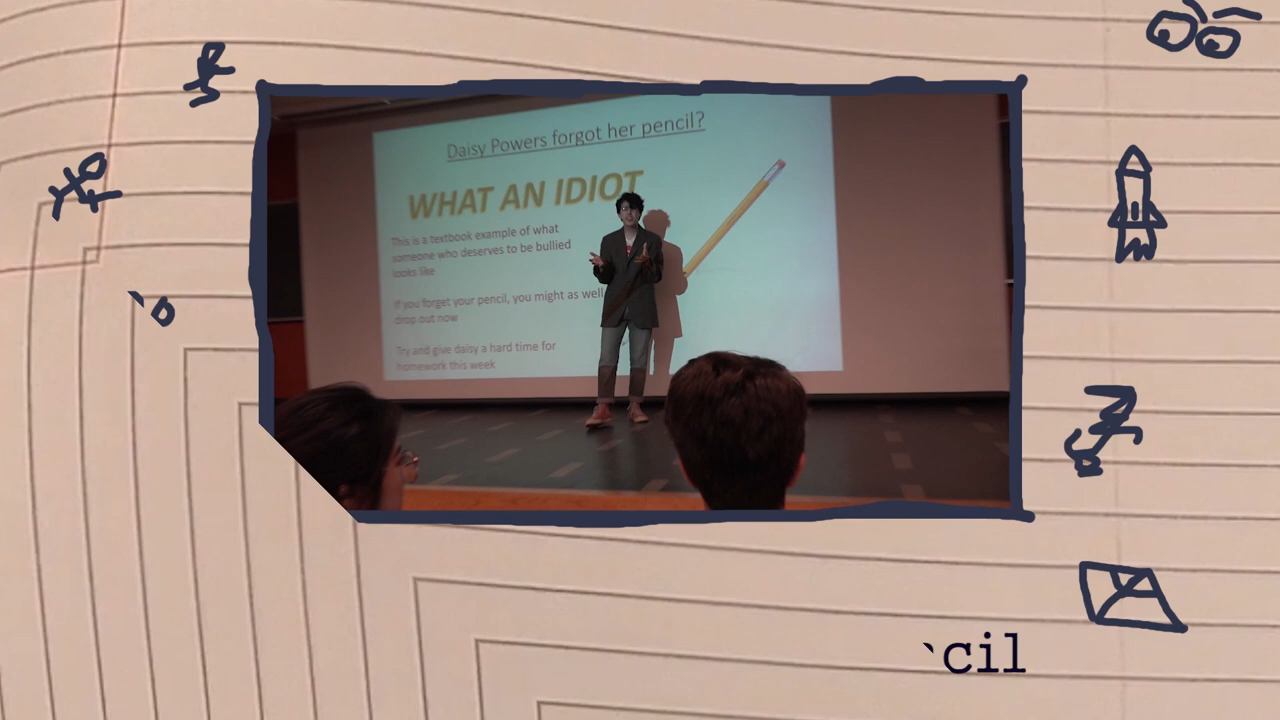 Daisy Powers forgot her pencil?
WHAT AN IDIOT
This is a textbook example of what
someone who deserves to be bullied
looks like
If you forget your pencil, you might as well
drop out now
Try and give daisy a hard time for
homework this week
cil